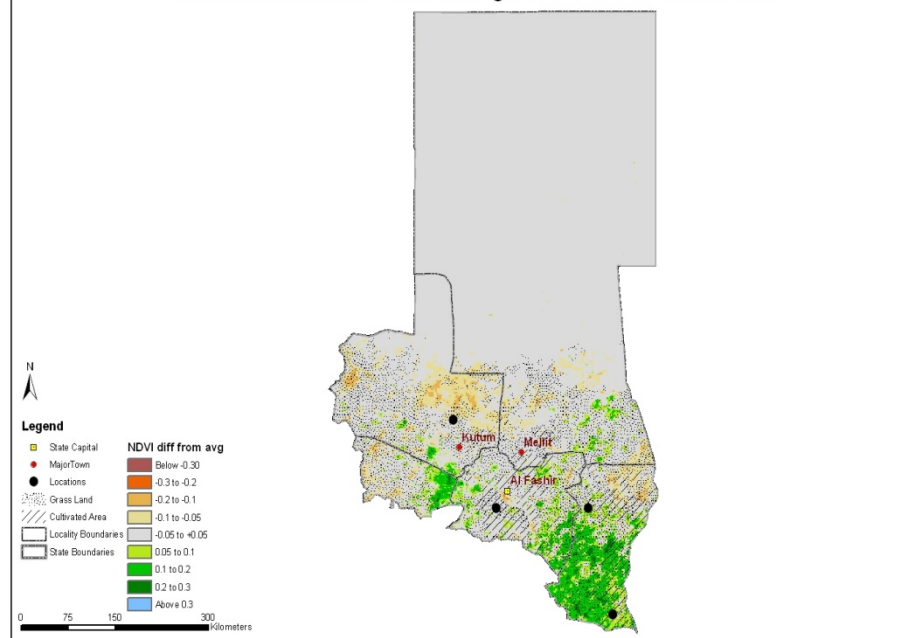 N
Legend
State Capital
MajorTown
Locations
Grass Land
Cultivated Area
Locality Boundaries
State Boundaries
NDVI diff from avg
Below -0.30
-0.3 to -0.2
-0.2 to -0.1
-0.1 to -0.05
-0.05 to +0.05
0.05 to 0.1
0.1 to 0.2
0.2 to 0.3
Above 0.3
0 75 150 300
Kilometers
Kutum
Mellit
Al Fashir